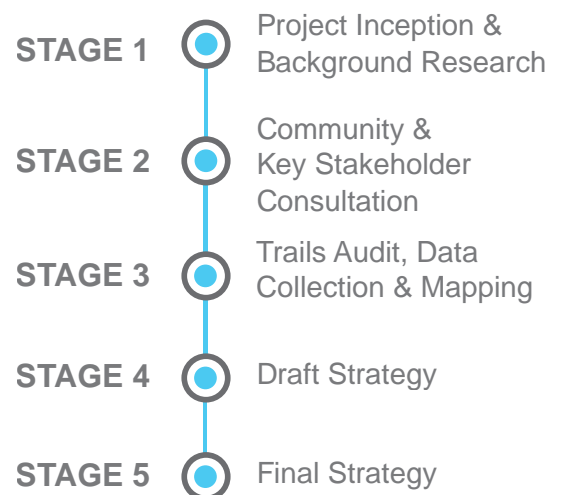 STAGE 1
Project Inception &
Background Research
STAGE 2
Community &
Key Stakeholder
Consultation
STAGE 3
Trails Audit, Data
Collection & Mapping
STAGE 4
Draft Strategy
STAGE 5
Final Strategy